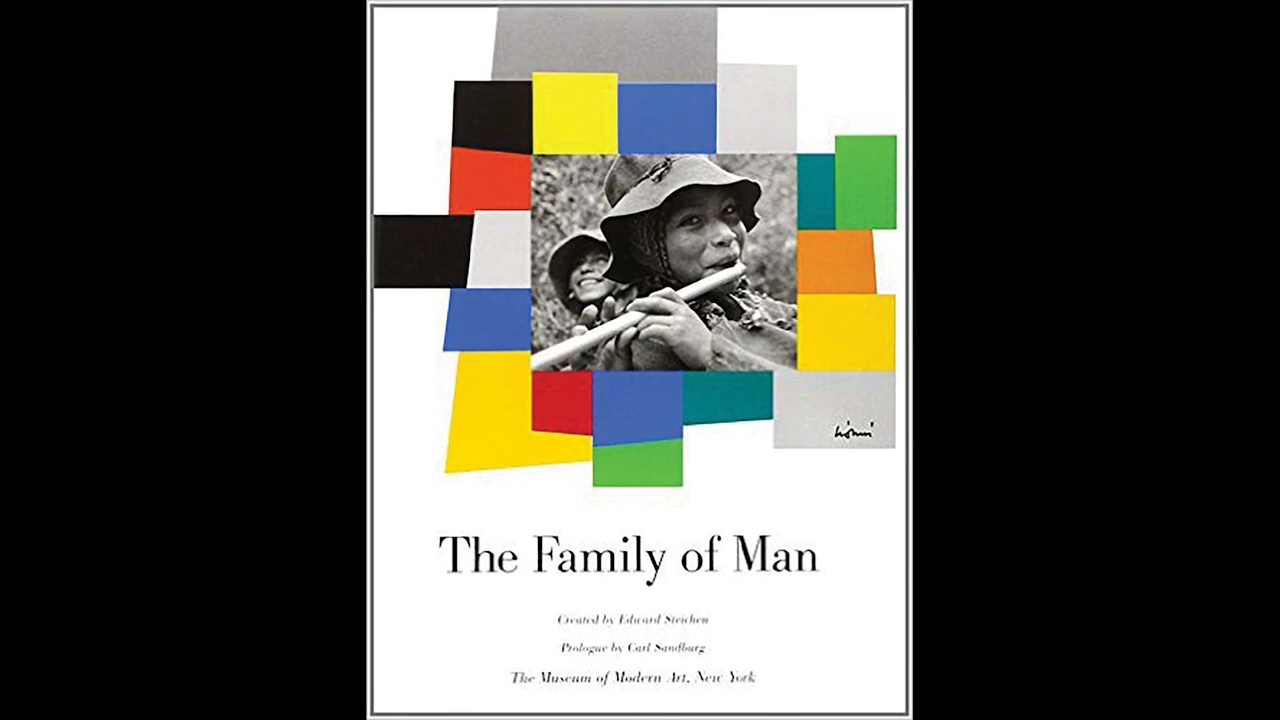 The Family of Man
Created by Edward Steichen
Prologue by Carl Sandburg
The Museum of Modern Art, New York